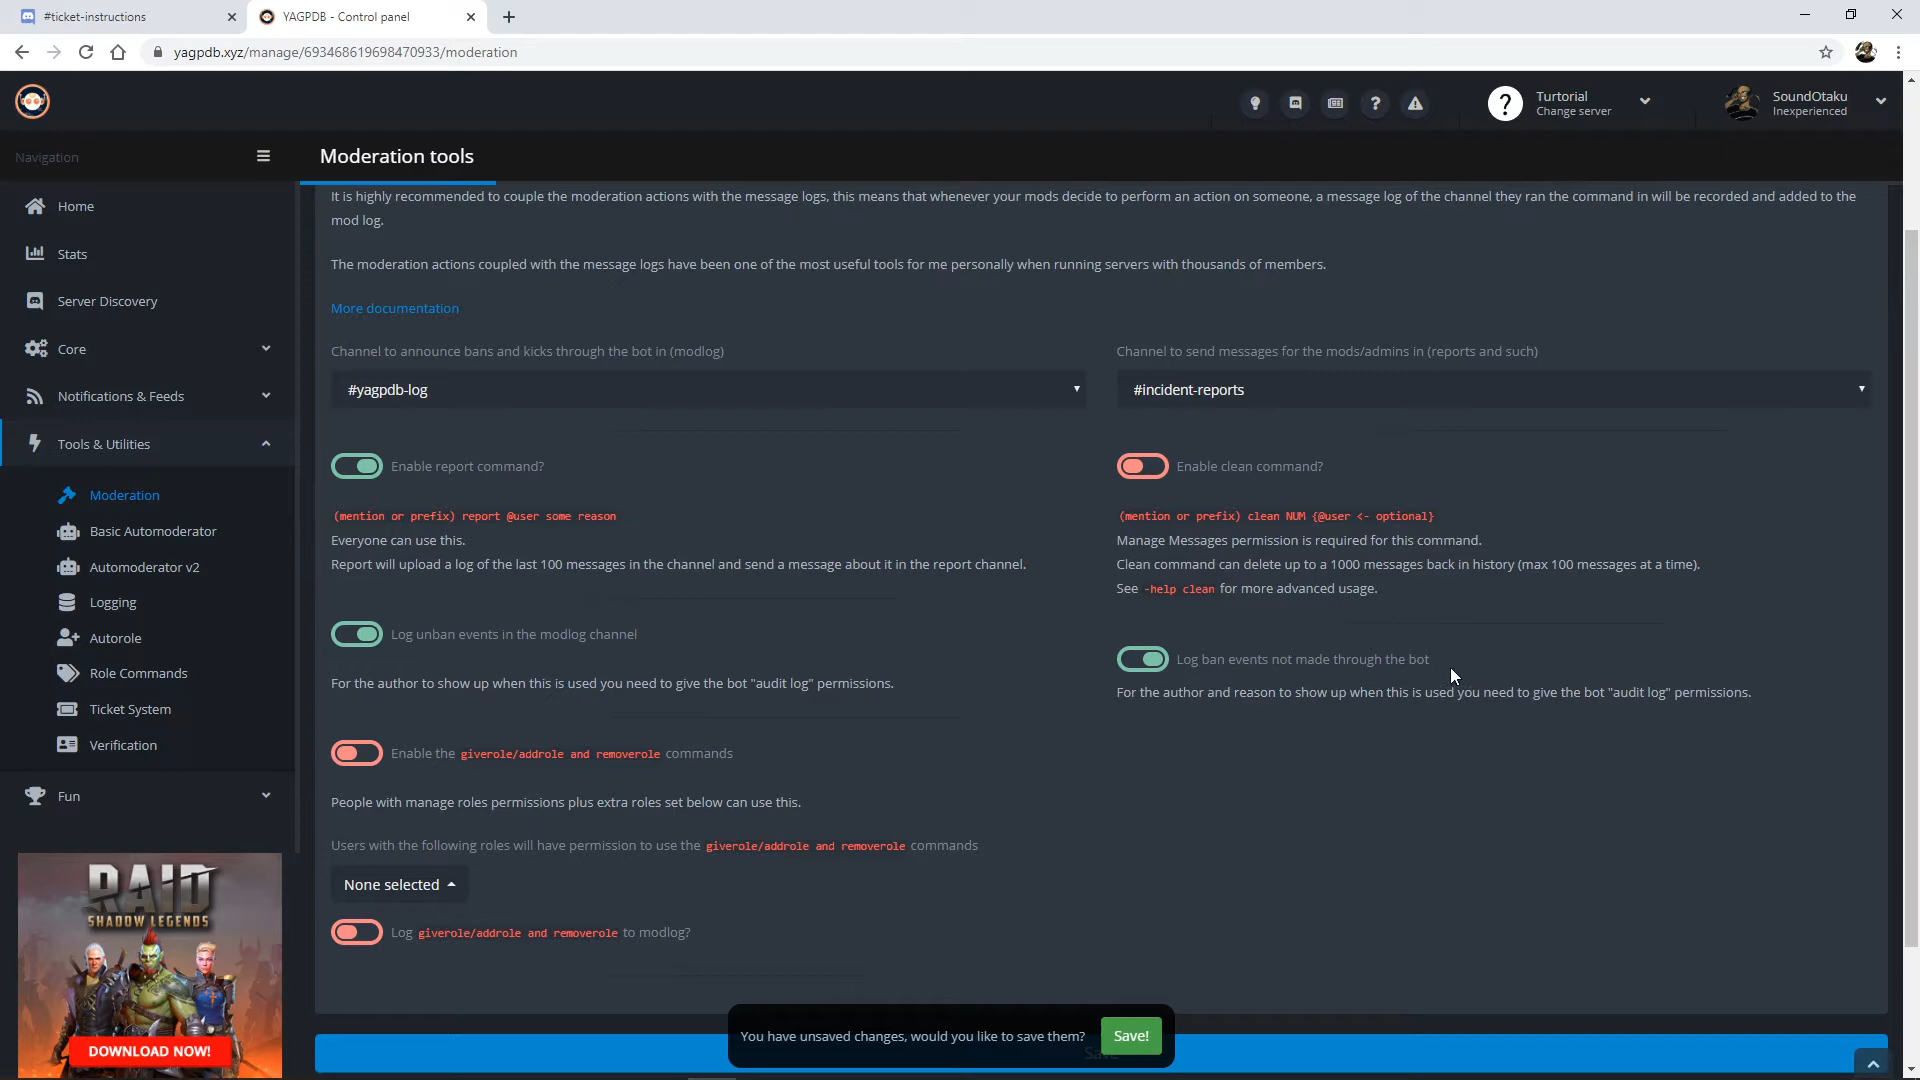 #ticket-instructions
YAGPDB - Control panel
yagpdb.xyz/manage/693468619698470933/moderation
Turtorial
Change server
SoundOtaku
Inexperienced
Navigation
Moderation tools
Home
Stats
Server Discovery
Core
Notifications & Feeds
Tools & Utilities
Moderation
Basic Automoderator
Automoderator v2
Logging
Autorole
Role Commands
Ticket System
Verification
Fun
RAID
SHADOW LEGENDS
DOWNLOAD NOW!
It is highly recommended to couple the moderation actions with the message logs, this means that whenever your mods decide to perform an action on someone, a message log of the channel they ran the command in will be recorded and added to the
mod log.
The moderation actions coupled with the message logs have been one of the most useful tools for me personally when running servers with thousands of members.
More documentation
Channel to announce bans and kicks through the bot in (modlog)
#yagpdb-log
Channel to send messages for the mods/admins in (reports and such)
#incident-reports
Enable report command?
(mention or prefix) report @user some reason
Everyone can use this.
Report will upload a log of the last 100 messages in the channel and send a message about it in the report channel.
Enable clean command?
(mention or prefix) clean NUM {@user <- optional}
Manage Messages permission is required for this command.
Clean command can delete up to a 1000 messages back in history (max 100 messages at a time).
See -help clean for more advanced usage.
Log unban events in the modlog channel
For the author to show up when this is used you need to give the bot "audit log" permissions.
Log ban events not made through the bot
For the author and reason to show up when this is used you need to give the bot "audit log" permissions.
Enable the giverole/addrole and removerole commands
People with manage roles permissions plus extra roles set below can use this.
Users with the following roles will have permission to use the giverole/addrole and removerole commands
None selected
Log giverole/addrole and removerole to modlog?
You have unsaved changes, would you like to save them?
Save!